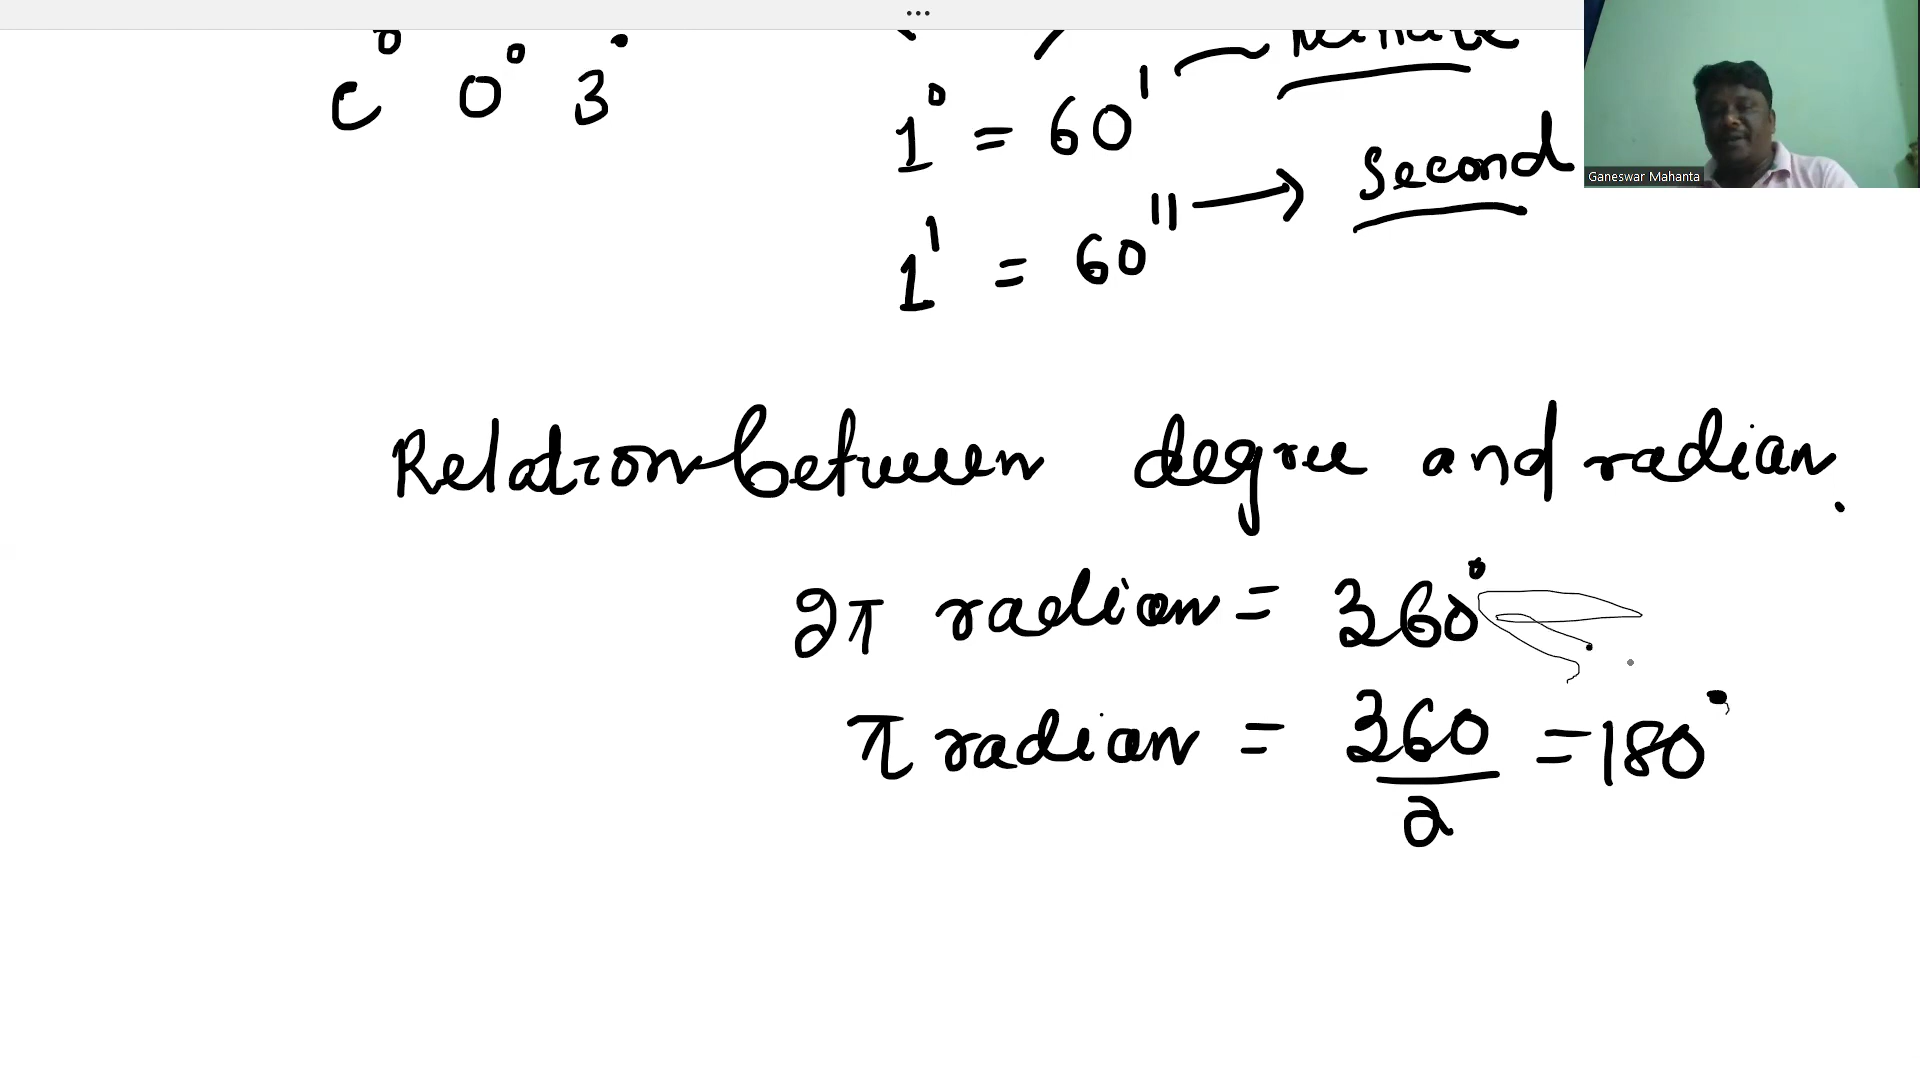 c° 0° 3°
1° = 60'
Second
1' = 60''
Ganeswar Mahanta
Relation between degree and radian.
2π radian = 360°
π radian = 360/2 = 180°